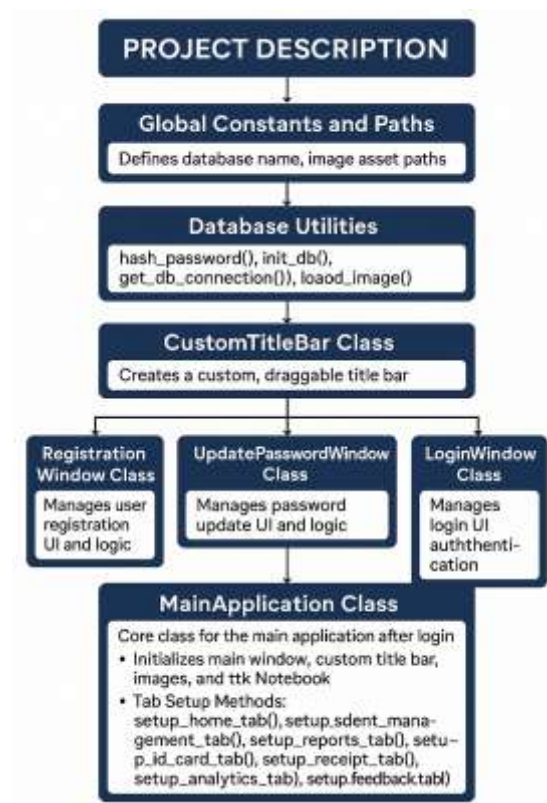 PROJECT DESCRIPTION
Global Constants and Paths
Defines database name, image asset paths
Database Utilities
hash_password(), init_db(),
get_db_connection()), loaod_image()
CustomTitleBar Class
Creates a custom, draggable title bar
Registration
Window Class
Manages user
registration
UI and logic
UpdatePasswordWindow
Class
Manages password
update UI and logic
LoginWindow
Class
Manages
login UI
auththenti-
cation
MainApplication Class
Core class for the main application after login
• Initializes main window, custom title bar,
images, and ttk Notebook
• Tab Setup Methods:
setup_home_tab(), setup_sdent_mana-
gement_tab(), setup_reports_tab(), setu-
p_id_card_tab(), setup_receipt_tab(),
setup_analytics_tab), setup.feedback.tabl)